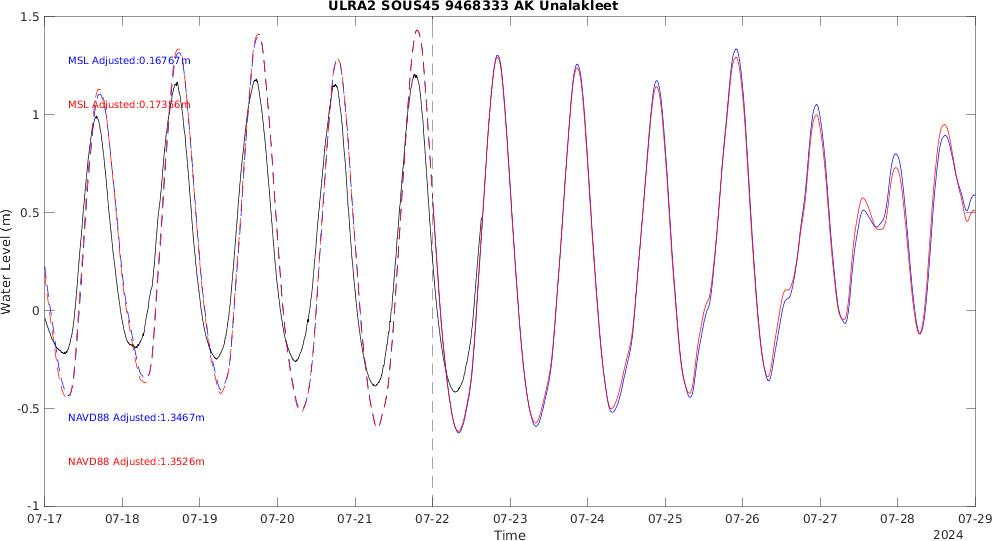 ULRA2 SOUS45 9468333 AK Unalakleet
1.5
1
0.5
0
-0.5
-1
Water Level (m)
MSL Adjusted:0.16767m
MSL Adjusted:0.17356m
NAVD88 Adjusted:1.3467m
NAVD88 Adjusted:1.3526m
07-17 07-18 07-19 07-20 07-21 07-22 07-23 07-24 07-25 07-26 07-27 07-28 07-29
Time
2024